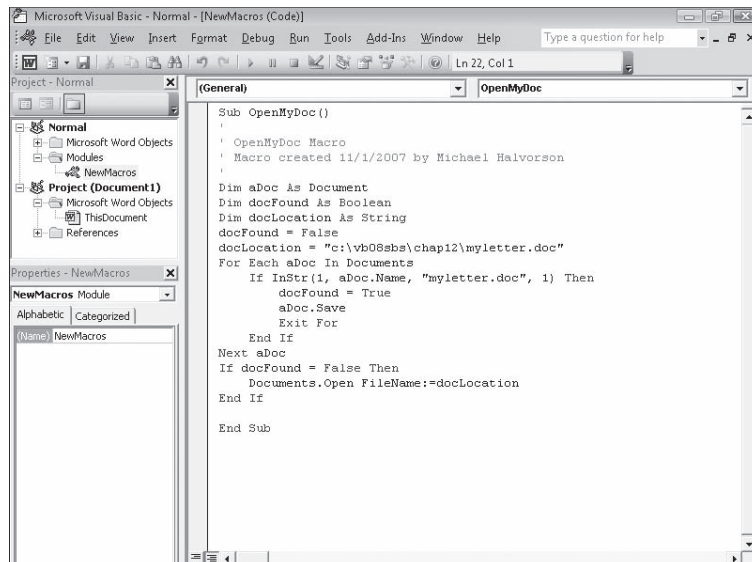 Microsoft Visual Basic - Normal - [NewMacros (Code)]
File Edit View Insert Format Debug Run Tools Add-Ins Window Help Type a question for help
Ln 22, Col 1
Project - Normal
Normal
Microsoft Word Objects
Modules
NewMacros
Project (Document1)
Microsoft Word Objects
ThisDocument
References
Properties - NewMacros
NewMacros Module
Alphabetic Categorized
(Name) NewMacros
(General) OpenMyDoc
Sub OpenMyDoc()
'
' OpenMyDoc Macro
' Macro created 11/1/2007 by Michael Halvorson
'
Dim aDoc As Document
Dim docFound As Boolean
Dim docLocation As String
docFound = False
docLocation = "c:\vb08sbs\chap12\myletter.doc"
For Each aDoc In Documents
If InStr(1, aDoc.Name, "myletter.doc", 1) Then
docFound = True
aDoc.Save
Exit For
End If
Next aDoc
If docFound = False Then
Documents.Open FileName:=docLocation
End If
End Sub